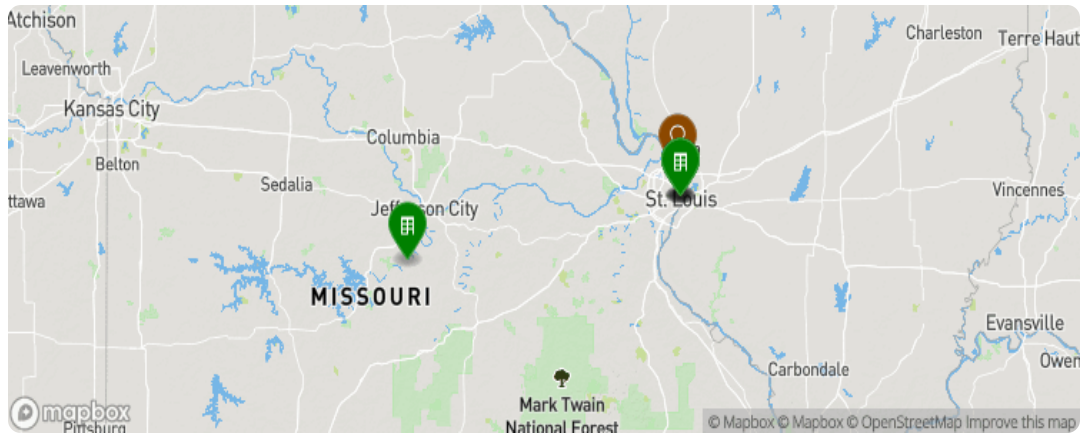 Atchison
Charleston
Terre Haut
Leavenworth
Kansas City
Columbia
Belton
Sedalia
Vincennes
ttawa
St. Louis
Jefferson City
MISSOURI
Evansville
Owen
Carbondale
Mark Twain
National Forest
mapbox
Pittsburg
© Mapbox © Mapbox © OpenStreetMap Improve this map